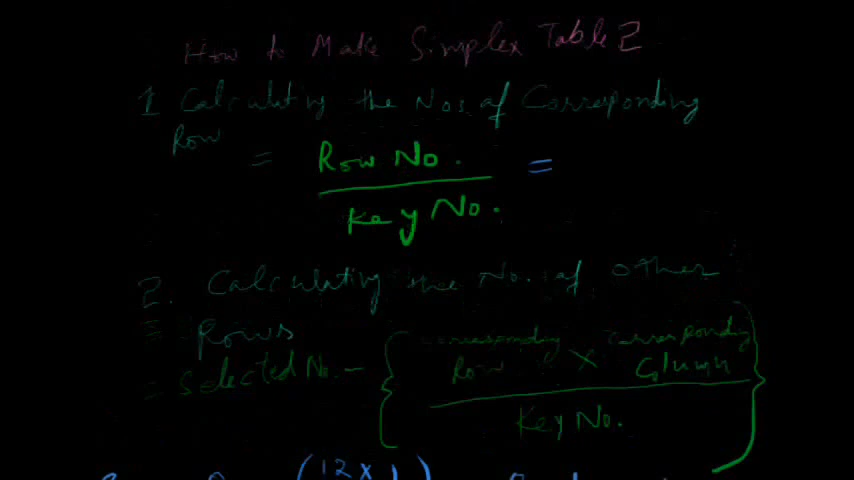 How to Make Simplex Table 2
1 Calculating the Nos. of Corresponding
Row
= Row No. =
Key No.
2. Calculating the No. of other
= Rows
= Selected No. - { Corresponding Row × Corresponding Column }
Key No.
(12 x